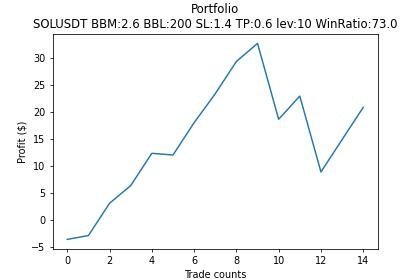 Portfolio
SOLUSDT BBM:2.6 BBL:200 SL:1.4 TP:0.6 lev:10 WinRatio:73.0
Profit ($)
30
25
20
15
10
5
0
−5
0 2 4 6 8 10 12 14
Trade counts